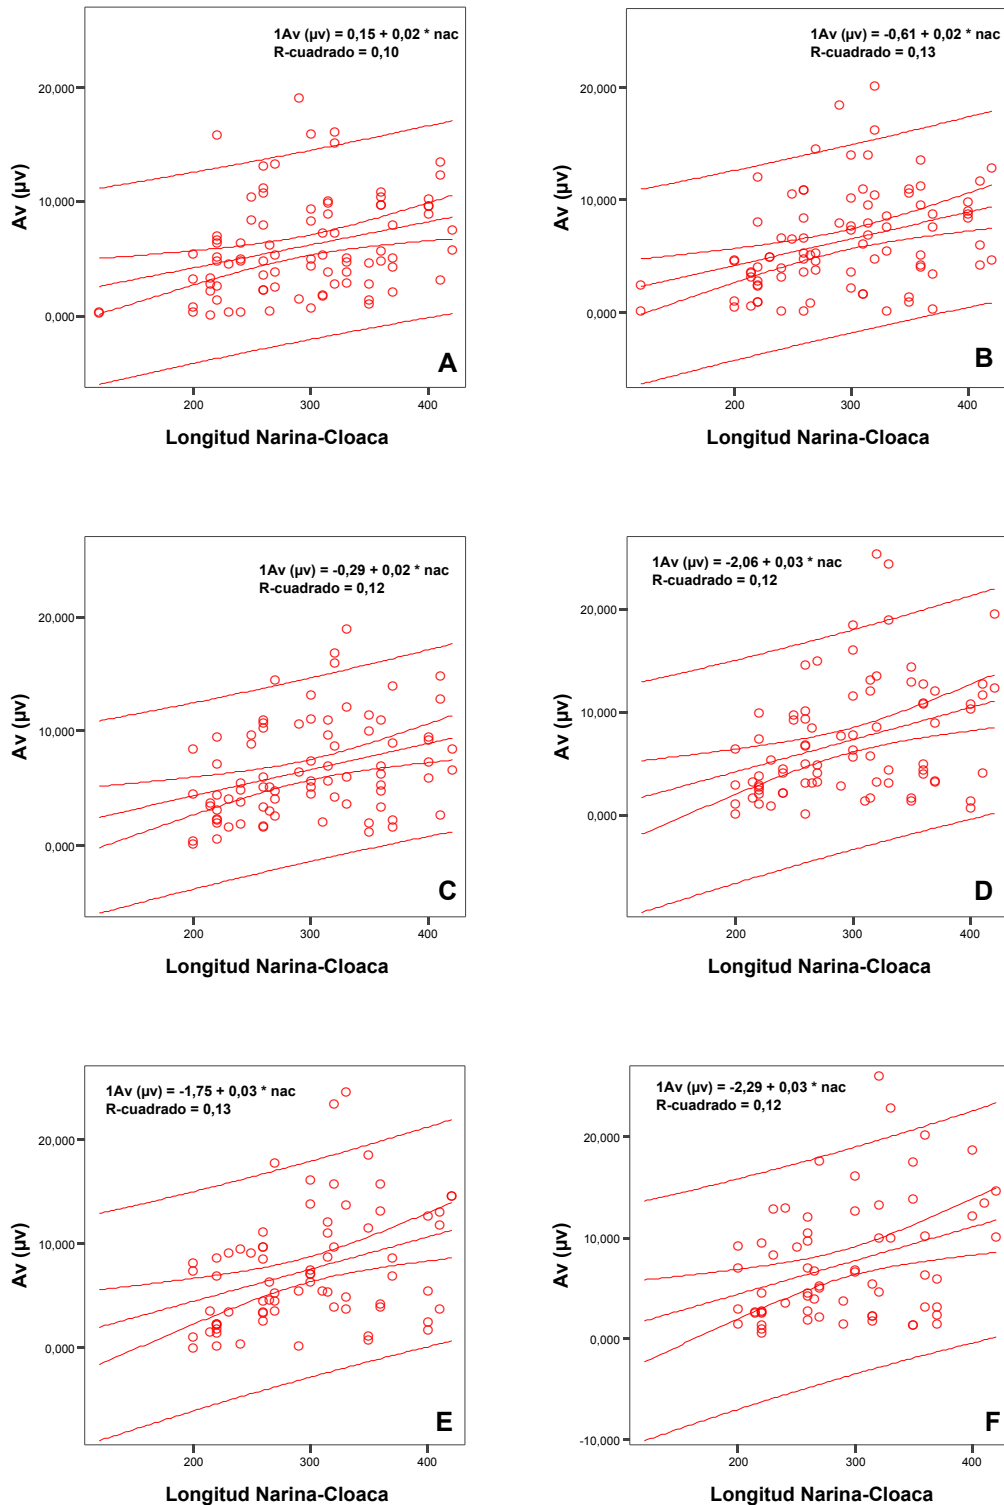 1Av (μv) = 0,15 + 0,02 * nac
R-cuadrado = 0,10
20,000
10,000
0,000
Av (μv)
200
300
400
A
Longitud Narina-Cloaca
1Av (μv) = -0,61 + 0,02 * nac
R-cuadrado = 0,13
20,000
10,000
0,000
Av (μv)
200
300
400
B
Longitud Narina-Cloaca
1Av (μv) = -0,29 + 0,02 * nac
R-cuadrado = 0,12
20,000
10,000
0,000
Av (μv)
200
300
400
C
Longitud Narina-Cloaca
1Av (μv) = -2,06 + 0,03 * nac
R-cuadrado = 0,12
20,000
10,000
0,000
Av (μv)
200
300
400
D
Longitud Narina-Cloaca
1Av (μv) = -1,75 + 0,03 * nac
R-cuadrado = 0,13
20,000
10,000
0,000
Av (μv)
200
300
400
E
Longitud Narina-Cloaca
1Av (μv) = -2,29 + 0,03 * nac
R-cuadrado = 0,12
20,000
10,000
0,000
-10,000
Av (μv)
200
300
400
F
Longitud Narina-Cloaca